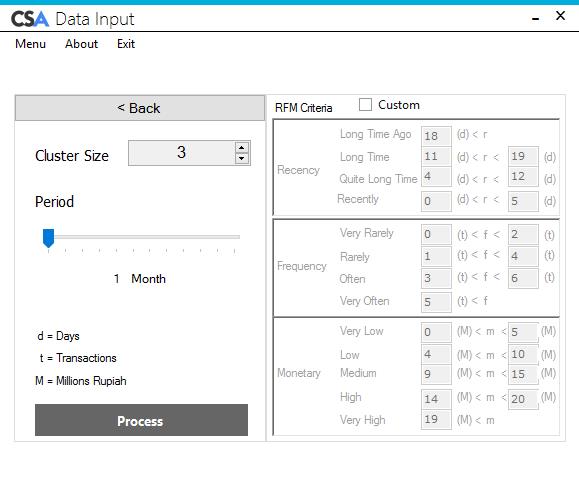 CSA Data Input
Menu About Exit
< Back
Cluster Size 3
Period
1 Month
d = Days
t = Transactions
M = Millions Rupiah
Process
RFM Criteria Custom
Recency
Long Time Ago 18 (d) < r
Long Time 11 (d) < r < 19 (d)
Quite Long Time 4 (d) < r < 12 (d)
Recently 0 (d) < r < 5 (d)
Frequency
Very Rarely 0 (t) < f < 2 (t)
Rarely 1 (t) < f < 4 (t)
Often 3 (t) < f < 6 (t)
Very Often 5 (t) < f
Monetary
Very Low 0 (M) < m < 5 (M)
Low 4 (M) < m < 10 (M)
Medium 9 (M) < m < 15 (M)
High 14 (M) < m < 20 (M)
Very High 19 (M) < m